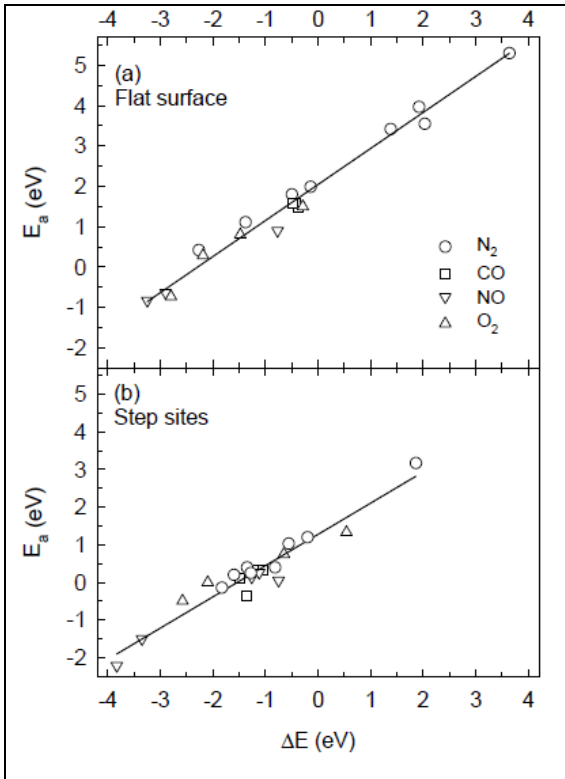 -4 -3 -2 -1 0 1 2 3 4
(a)
Flat surface
5
4
3
2
1
0
-1
-2
E_a (eV)
N₂
CO
NO
O₂
(b)
Step sites
5
4
3
2
1
0
-1
-2
E_a (eV)
-4 -3 -2 -1 0 1 2 3 4
ΔE (eV)